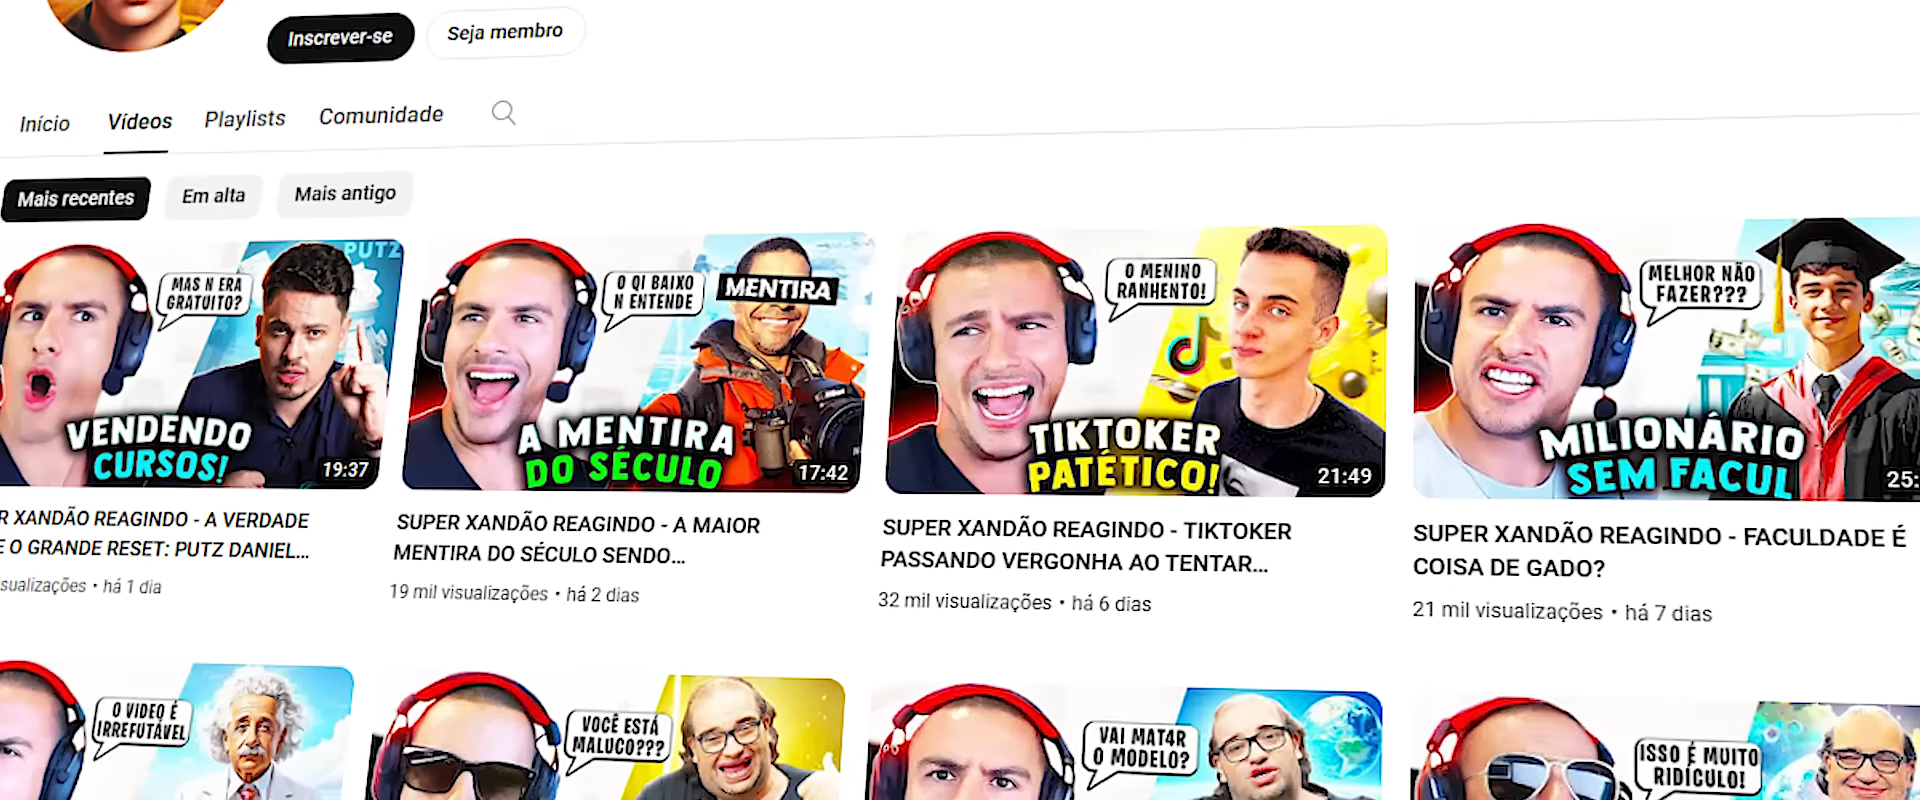 Inscrever-se
Seja membro
Início
Vídeos
Playlists
Comunidade
Mais recentes
Em alta
Mais antigo
PUTZ
MAS N ERA
GRATUITO?
VENDENDO
CURSOS!
19:37
O QI BAIXO
N ENTENDE
MENTIRA
A MENTIRA
DO SÉCULO
17:42
O MENINO
RANHENTO!
TIKTOKER
PATÉTICO!
21:49
MELHOR NÃO
FAZER???
MILIONÁRIO
SEM FACUL
25:
R XANDÃO REAGINDO - A VERDADE
E O GRANDE RESET: PUTZ DANIEL...
sualizações • há 1 dia
SUPER XANDÃO REAGINDO - A MAIOR
MENTIRA DO SÉCULO SENDO...
19 mil visualizações • há 2 dias
SUPER XANDÃO REAGINDO - TIKTOKER
PASSANDO VERGONHA AO TENTAR...
32 mil visualizações • há 6 dias
SUPER XANDÃO REAGINDO - FACULDADE É
COISA DE GADO?
21 mil visualizações • há 7 dias
O VIDEO É
IRREFUTÁVEL
VOCÊ ESTÁ
MALUCO???
VAI MAT4R
O MODELO?
ISSO É MUITO
RIDÍCULO!